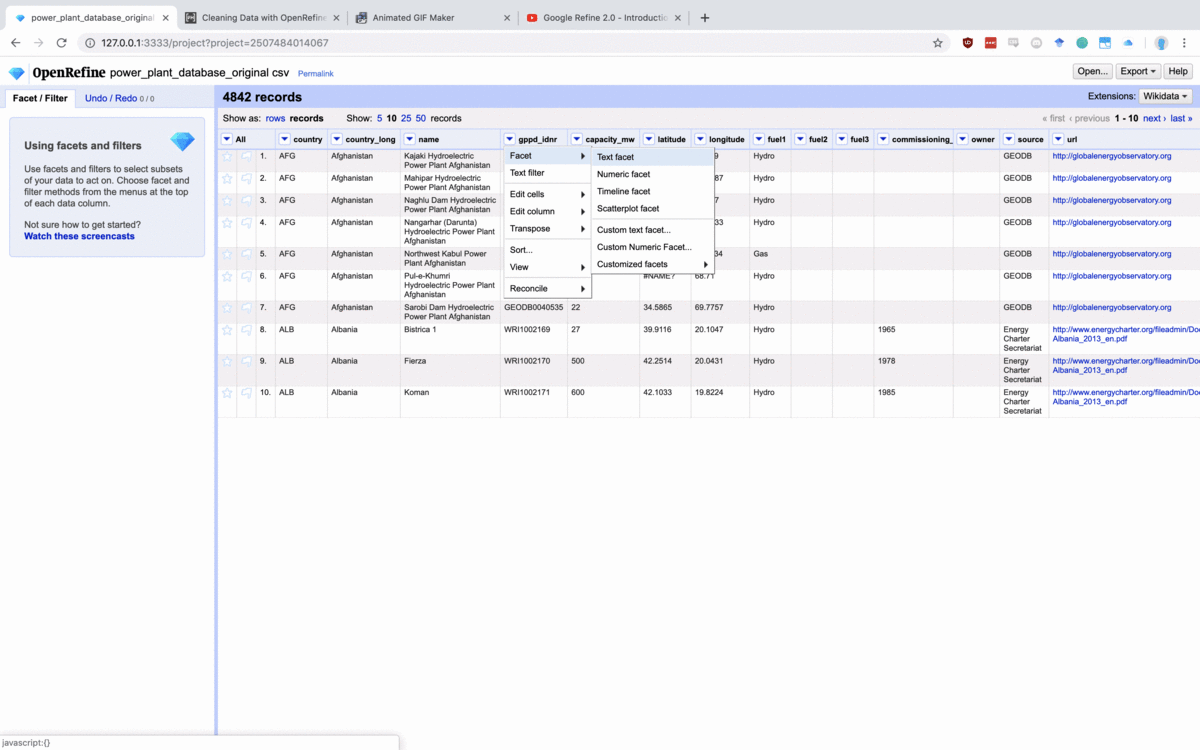 power_plant_database_original
Cleaning Data with OpenRefine
Animated GIF Maker
Google Refine 2.0 - Introductio
127.0.0.1:3333/project?project=2507484014067
OpenRefine power_plant_database_original csv Permalink
Open... Export Help
Facet / Filter Undo / Redo 0 / 0
4842 records
Extensions: Wikidata
Show as: rows records Show: 5 10 25 50 records
« first ‹ previous 1 - 10 next › last »
Using facets and filters
Use facets and filters to select subsets
of your data to act on. Choose facet and
filter methods from the menus at the top
of each data column.
Not sure how to get started?
Watch these screencasts
All country country_long name gppd_idnr capacity_mw latitude longitude fuel1 fuel2 fuel3 commissioning_ owner source url
1. AFG Afghanistan Kajaki Hydroelectric 9 Hydro GEODB http://globalenergyobservatory.org
Power Plant Afghanistan
2. AFG Afghanistan Mahipar Hydroelectric 87 Hydro GEODB http://globalenergyobservatory.org
Power Plant Afghanistan
3. AFG Afghanistan Naghlu Dam Hydroelectric 7 Hydro GEODB http://globalenergyobservatory.org
Power Plant Afghanistan
4. AFG Afghanistan Nangarhar (Darunta) 33 Hydro GEODB http://globalenergyobservatory.org
Hydroelectric Power Plant
Afghanistan
5. AFG Afghanistan Northwest Kabul Power 34 Gas GEODB http://globalenergyobservatory.org
Plant Afghanistan
6. AFG Afghanistan Pul-e-Khumri #NAME? 68.71 Hydro GEODB http://globalenergyobservatory.org
Hydroelectric Power Plant
Afghanistan
7. AFG Afghanistan Sarobi Dam Hydroelectric GEODB0040535 22 34.5865 69.7757 Hydro GEODB http://globalenergyobservatory.org
Power Plant Afghanistan
8. ALB Albania Bistrica 1 WRI1002169 27 39.9116 20.1047 Hydro 1965 Energy http://www.energycharter.org/fileadmin/Doc
Charter Albania_2013_en.pdf
Secretariat
9. ALB Albania Fierza WRI1002170 500 42.2514 20.0431 Hydro 1978 Energy http://www.energycharter.org/fileadmin/Doc
Charter Albania_2013_en.pdf
Secretariat
10. ALB Albania Koman WRI1002171 600 42.1033 19.8224 Hydro 1985 Energy http://www.energycharter.org/fileadmin/Doc
Charter Albania_2013_en.pdf
Secretariat
Facet
Text filter
Edit cells
Edit column
Transpose
Sort...
View
Reconcile
Text facet
Numeric facet
Timeline facet
Scatterplot facet
Custom text facet...
Custom Numeric Facet...
Customized facets
javascript:{}